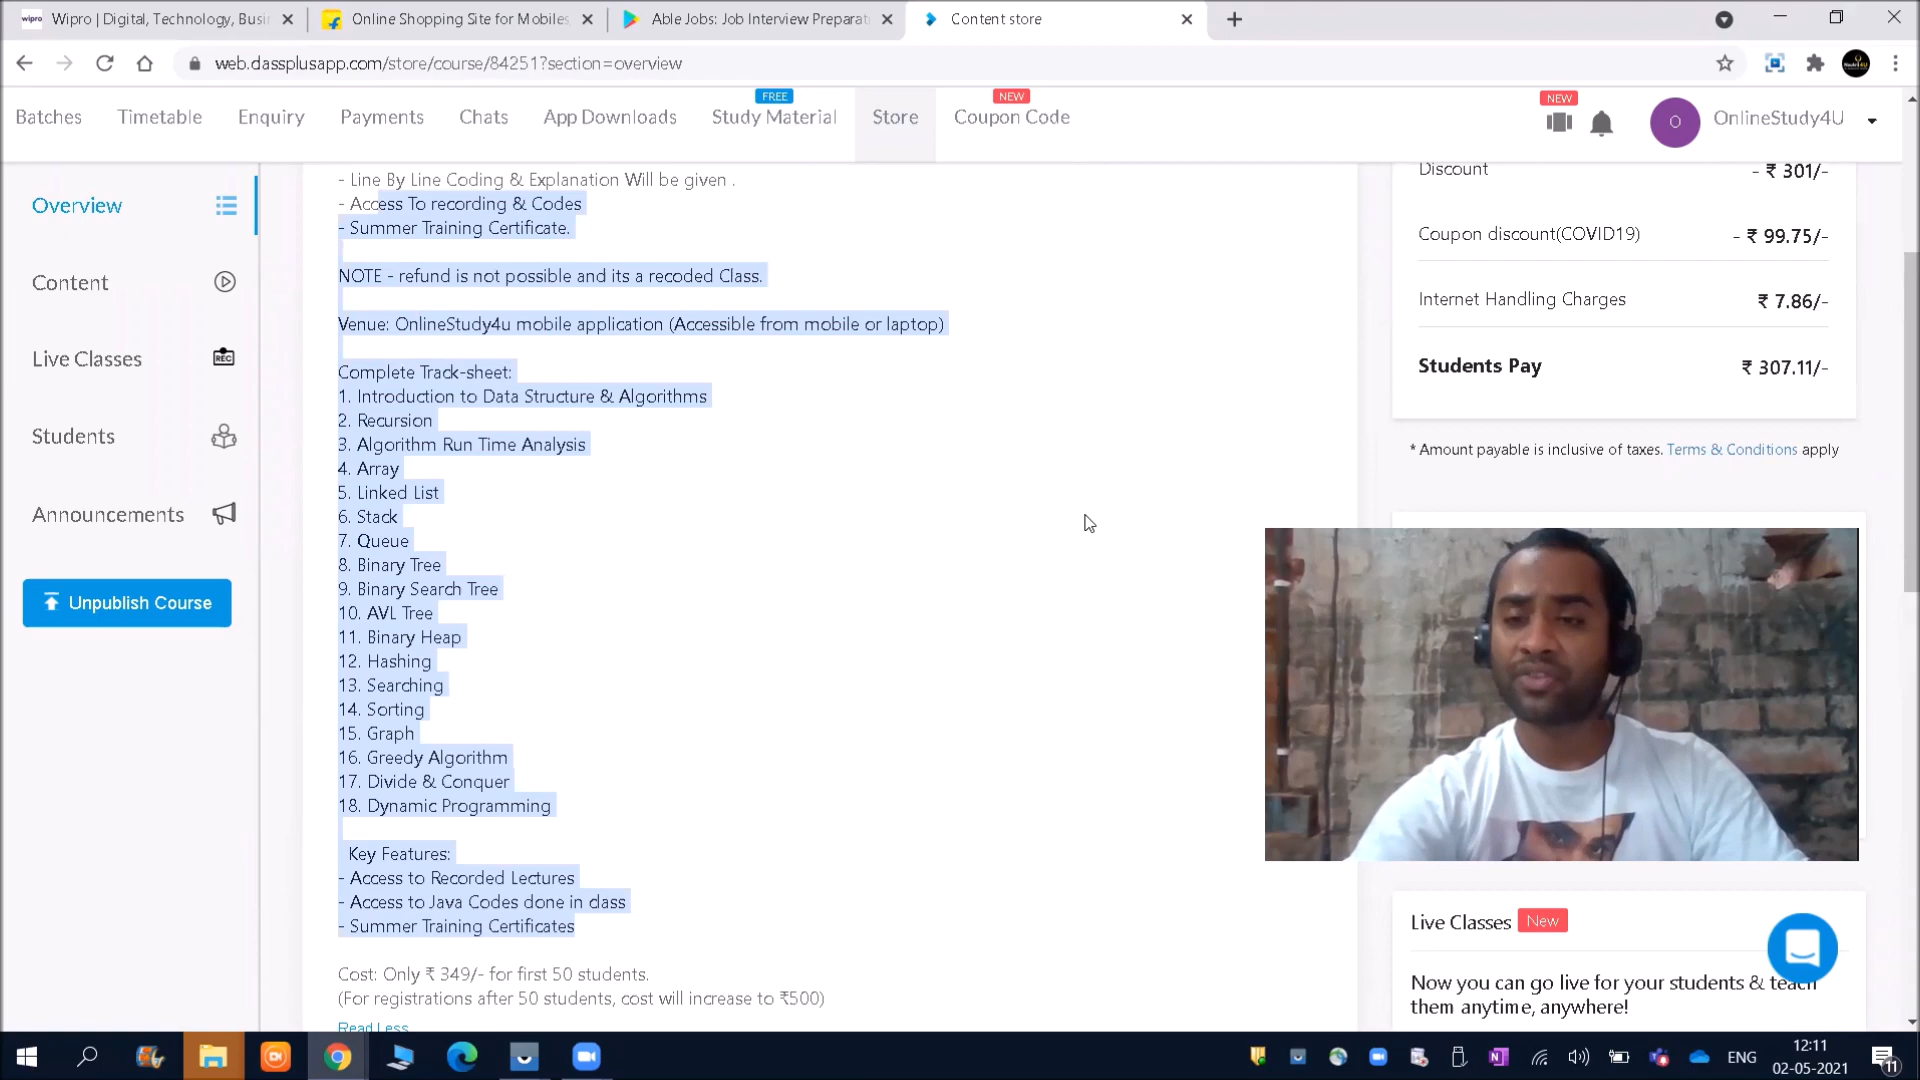 wipro Wipro | Digital, Technology, Busi
Online Shopping Site for Mobiles,
Able Jobs: Job Interview Preparat
Content store
web.classplusapp.com/store/course/84251?section=overview
FREE
NEW
NEW
Batches
Timetable
Enquiry
Payments
Chats
App Downloads
Study Material
Store
Coupon Code
O
OnlineStudy4U
Overview
Content
Live Classes
REC
Students
Announcements
Unpublish Course
- Line By Line Coding & Explanation Will be given .
- Access To recording & Codes
- Summer Training Certificate.
NOTE - refund is not possible and its a recoded Class.
Venue: OnlineStudy4u mobile application (Accessible from mobile or laptop)
Complete Track-sheet:
1. Introduction to Data Structure & Algorithms
2. Recursion
3. Algorithm Run Time Analysis
4. Array
5. Linked List
6. Stack
7. Queue
8. Binary Tree
9. Binary Search Tree
10. AVL Tree
11. Binary Heap
12. Hashing
13. Searching
14. Sorting
15. Graph
16. Greedy Algorithm
17. Divide & Conquer
18. Dynamic Programming
Key Features:
- Access to Recorded Lectures
- Access to Java Codes done in class
- Summer Training Certificates
Cost: Only ₹ 349/- for first 50 students.
(For registrations after 50 students, cost will increase to ₹500)
Read Less
Discount - ₹ 301/-
Coupon discount(COVID19) - ₹ 99.75/-
Internet Handling Charges ₹ 7.86/-
Students Pay ₹ 307.11/-
* Amount payable is inclusive of taxes. Terms & Conditions apply
Live Classes New
Now you can go live for your students & teach
them anytime, anywhere!
ENG
12:11
02-05-2021
11